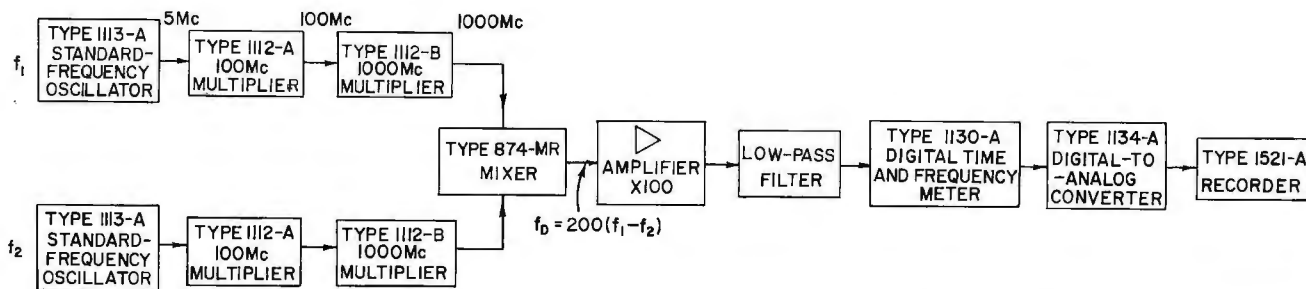 5Mc
100Mc
1000Mc
f₁
TYPE 1113-A
STANDARD-
FREQUENCY
OSCILLATOR
TYPE 1112-A
100Mc
MULTIPLIER
TYPE 1112-B
1000Mc
MULTIPLIER
TYPE 874-MR
MIXER
AMPLIFIER
X100
LOW-PASS
FILTER
TYPE 1130-A
DIGITAL TIME
AND FREQUENCY
METER
TYPE 1134-A
DIGITAL-TO
-ANALOG
CONVERTER
TYPE 1521-A
RECORDER
f_D = 200(f₁-f₂)
f₂
TYPE 1113-A
STANDARD-
FREQUENCY
OSCILLATOR
TYPE 1112-A
100Mc
MULTIPLIER
TYPE 1112-B
1000Mc
MULTIPLIER